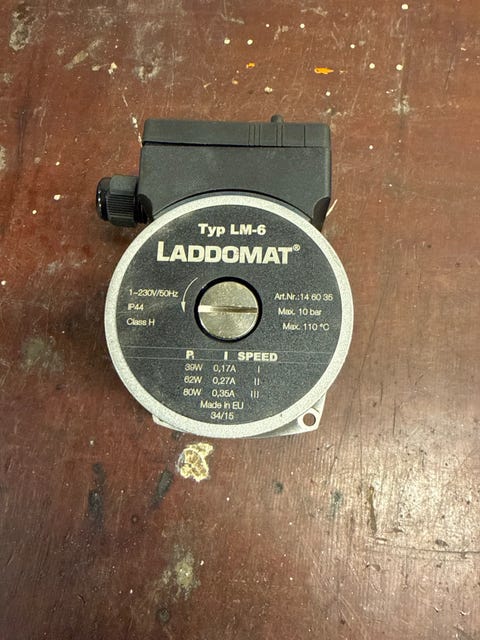 Typ LM-6
LADDOMAT®
1~230V/50Hz
IP44
Class H
Art.Nr.:14 60 35
Max. 10 bar
Max. 110 °C
P₁ I SPEED
39W 0,17A I
62W 0,27A II
80W 0,35A III
Made in EU
34/15